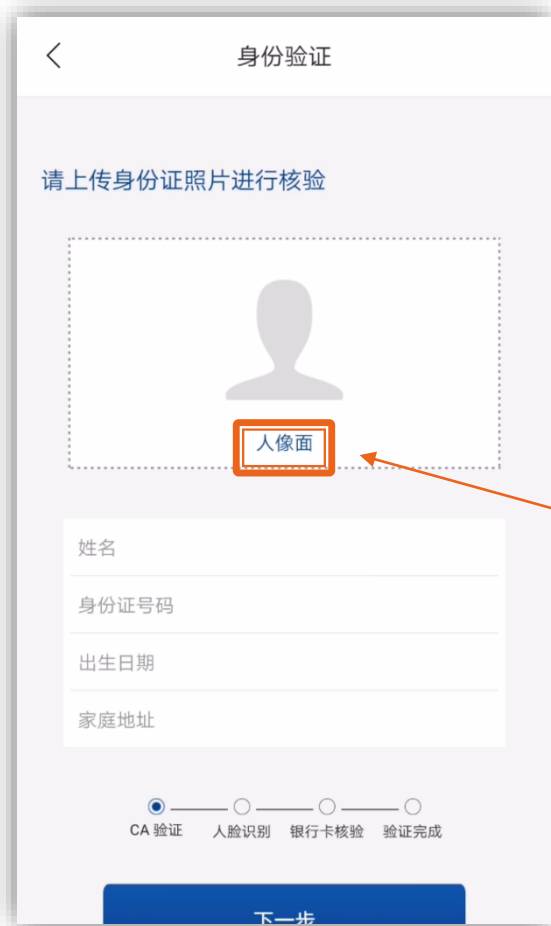 身份验证
请上传身份证照片进行核验
人像面
姓名
身份证号码
出生日期
家庭地址
CA 验证 人脸识别 银行卡核验 验证完成
下一步